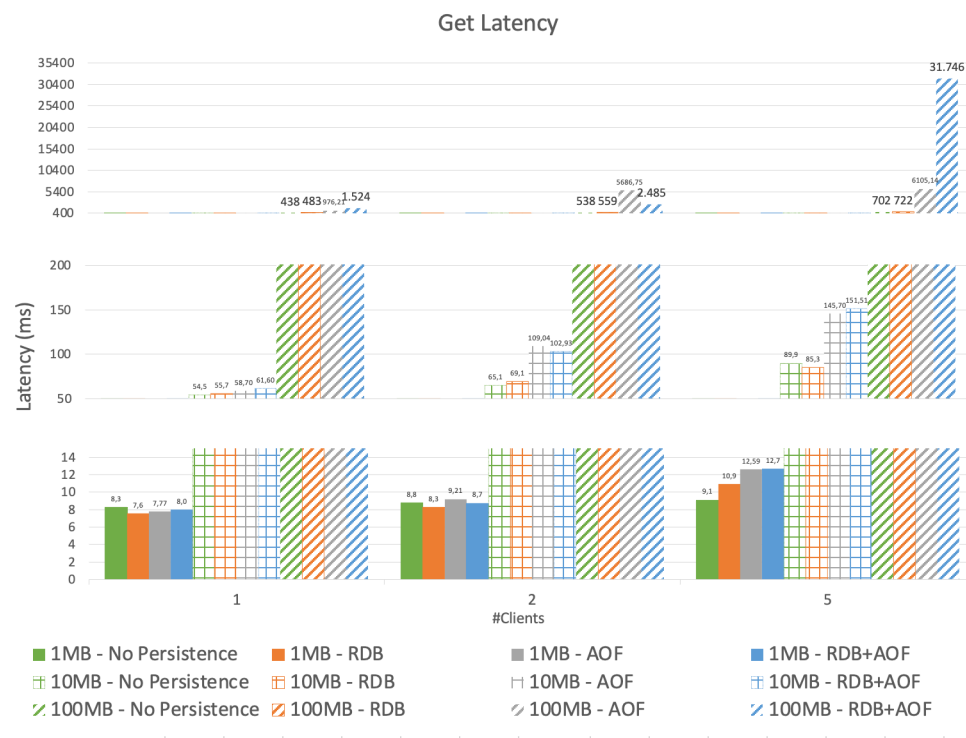 Get Latency
35400
30400
25400
20400
15400
10400
5400
400
438 483 976,21 1.524
538 559 5686,75 2.485
702 722 6105,14 31.746
Latency (ms)
200
150
100
50
54,5 55,7 58,70 61,60
65,1 69,1 109,04 102,93
89,9 85,3 145,70 151,51
14
12
10
8
6
4
2
0
8,3 7,6 7,77 8,0
8,8 8,3 9,21 8,7
9,1 10,9 12,59 12,7
1 2 5
#Clients
1MB - No Persistence 1MB - RDB 1MB - AOF 1MB - RDB+AOF
10MB - No Persistence 10MB - RDB 10MB - AOF 10MB - RDB+AOF
100MB - No Persistence 100MB - RDB 100MB - AOF 100MB - RDB+AOF